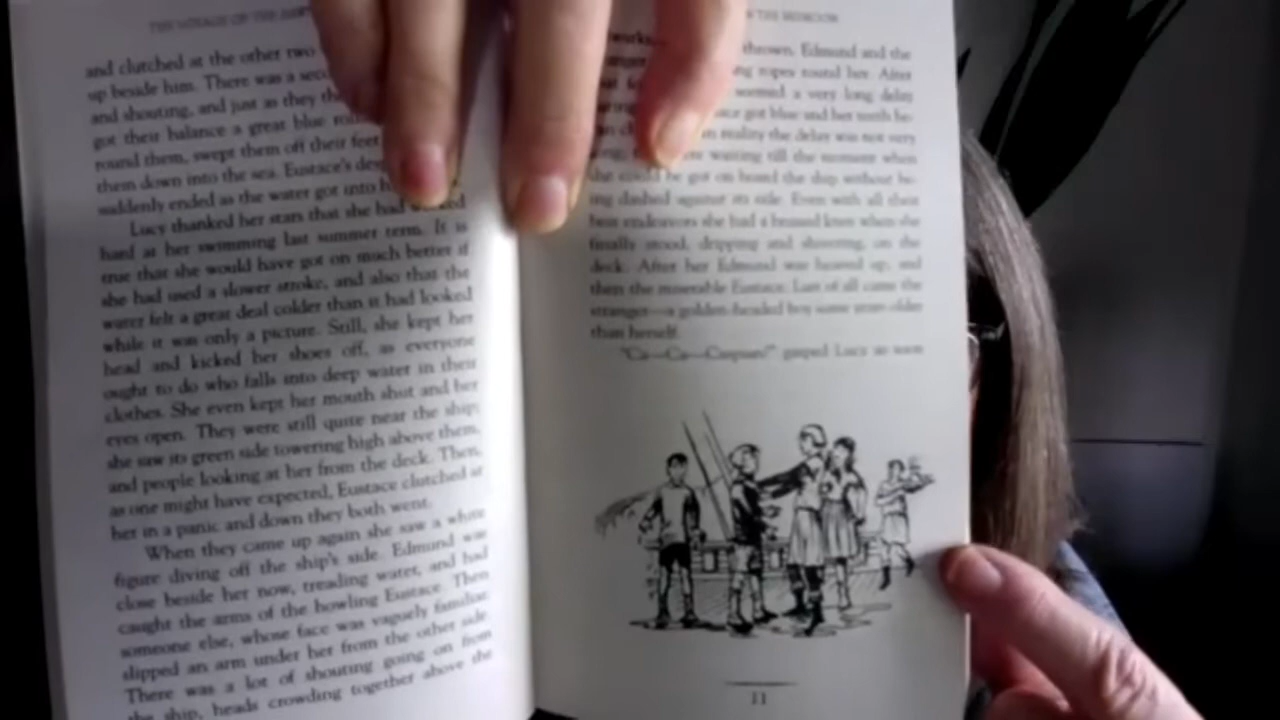 THE VOYAGE OF THE
and clutched at the other two
up beside him. There was a
and shouting, and just as they
got their balance a great blue
round them, swept them off their feet
them down into the sea. Eustace's
suddenly ended as the water got into
Lucy thanked her stars that she had
hard at her swimming last summer term. It is
true that she would have got on much better if
she had used a slower stroke, and also that the
water felt a great deal colder than it had looked
while it was only a picture. Still, she kept her
head and kicked her shoes off, as everyone
ought to do who falls into deep water in their
clothes. She even kept her mouth shut and her
eyes open. They were still quite near the ship;
she saw its green side towering high above them,
and people looking at her from the deck. Then,
as one might have expected, Eustace clutched at
her in a panic and down they both went.
When they came up again she saw a white
figure diving off the ship's side. Edmund was
close beside her now, treading water, and had
caught the arms of the howling Eustace. Then
someone else, whose face was vaguely familiar,
slipped an arm under her from the other side.
There was a lot of shouting going on from
the ship, heads crowding together above the
thrown. Edmund and the
ropes round her. After
seemed a very long delay
face got blue and her teeth be-
in reality the delay was not very
waiting till the moment when
she could be got on board the ship without be-
ing dashed against its side. Even with all their
best endeavors she had a bruised knee when she
finally stood, dripping and shivering, on the
deck. After her Edmund was heaved up, and
then the miserable Eustace. Last of all came the
stranger—a golden-headed boy some years older
than herself.
"Ca—Ca—Caspian!" gasped Lucy as soon
11